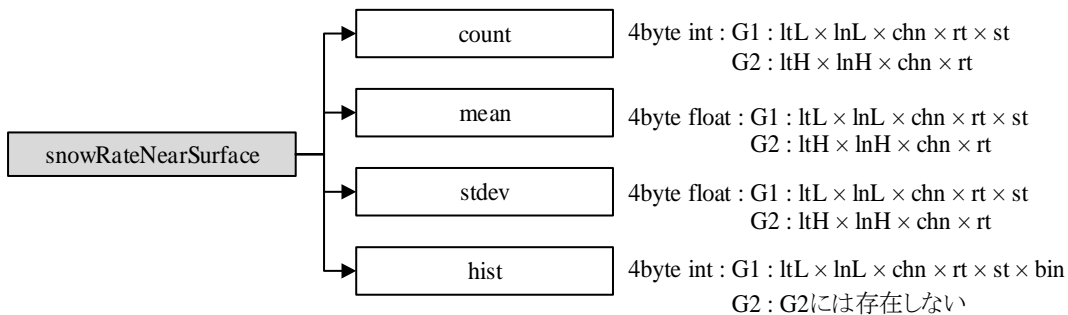 count 4byte int : G1 : ltL × lnL × chn × rt × st
G2 : ltH × lnH × chn × rt
mean 4byte float : G1 : ltL × lnL × chn × rt × st
G2 : ltH × lnH × chn × rt
snowRateNearSurface
stdev 4byte float : G1 : ltL × lnL × chn × rt × st
G2 : ltH × lnH × chn × rt
hist 4byte int : G1 : ltL × lnL × chn × rt × st × bin
G2 : G2には存在しない